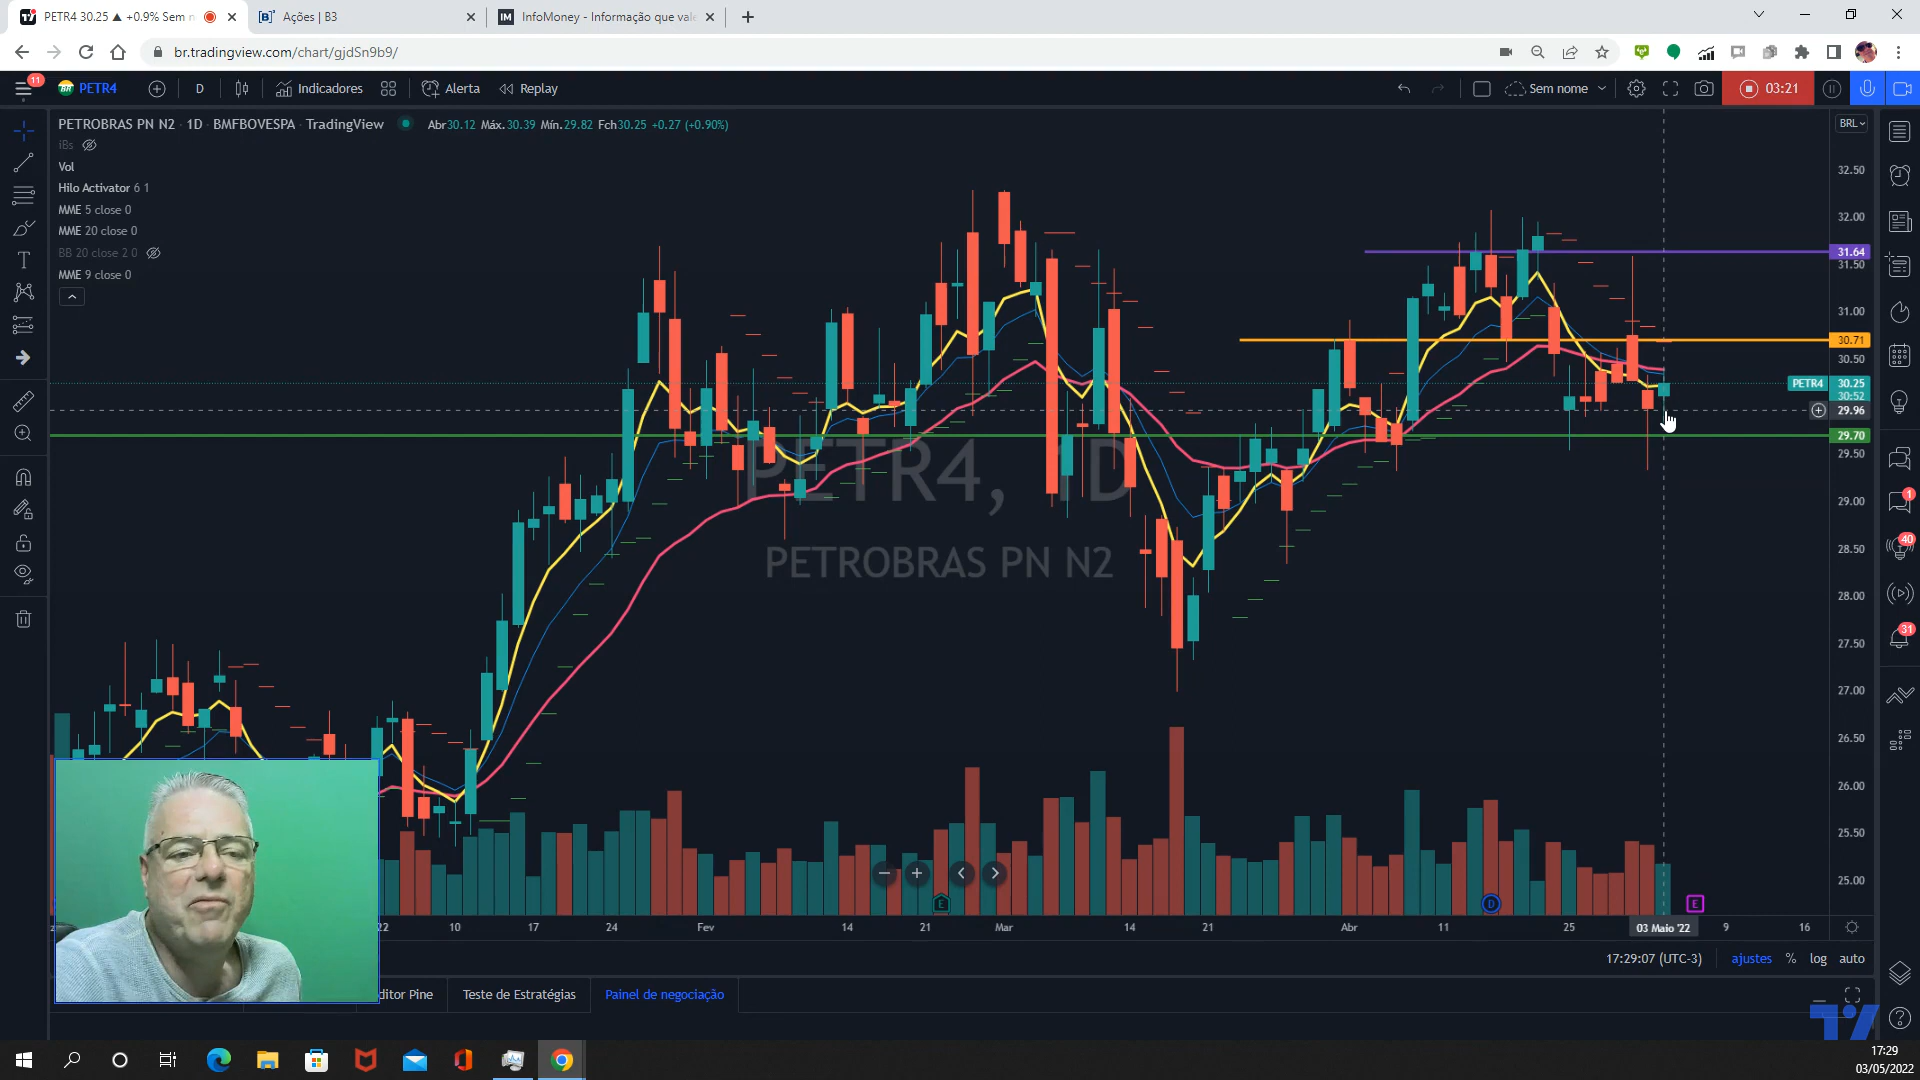 PETR4 30.25 ▲ +0.9% Sem n
Ações | B3
InfoMoney - Informação que val
br.tradingview.com/chart/gjdSn9b9/
11
PETR4
D
Indicadores
Alerta
Replay
Sem nome
03:21
PETROBRAS PN N2 · 1D · BMFBOVESPA · TradingView
Abr30.12 Máx.30.39 Mín.29.82 Fch30.25 +0.27 (+0.90%)
BRL
iBs
Vol
Hilo Activator 6 1
MME 5 close 0
MME 20 close 0
BB 20 close 2 0
MME 9 close 0
32.50
32.00
31.64
31.50
31.00
30.71
30.50
PETR4 30.25
30:52
29.96
29.70
29.50
29.00
28.50
28.00
27.50
27.00
26.50
26.00
25.50
25.00
PETR4, 1D
PETROBRAS PN N2
1
40
31
E
D
E
22 10 17 24 Fev 14 21 Mar 14 21 Abr 11 25 03 Maio '22 9 16
17:29:07 (UTC-3)
ajustes % log auto
ditor Pine
Teste de Estratégias
Painel de negociação
17:29
03/05/2022